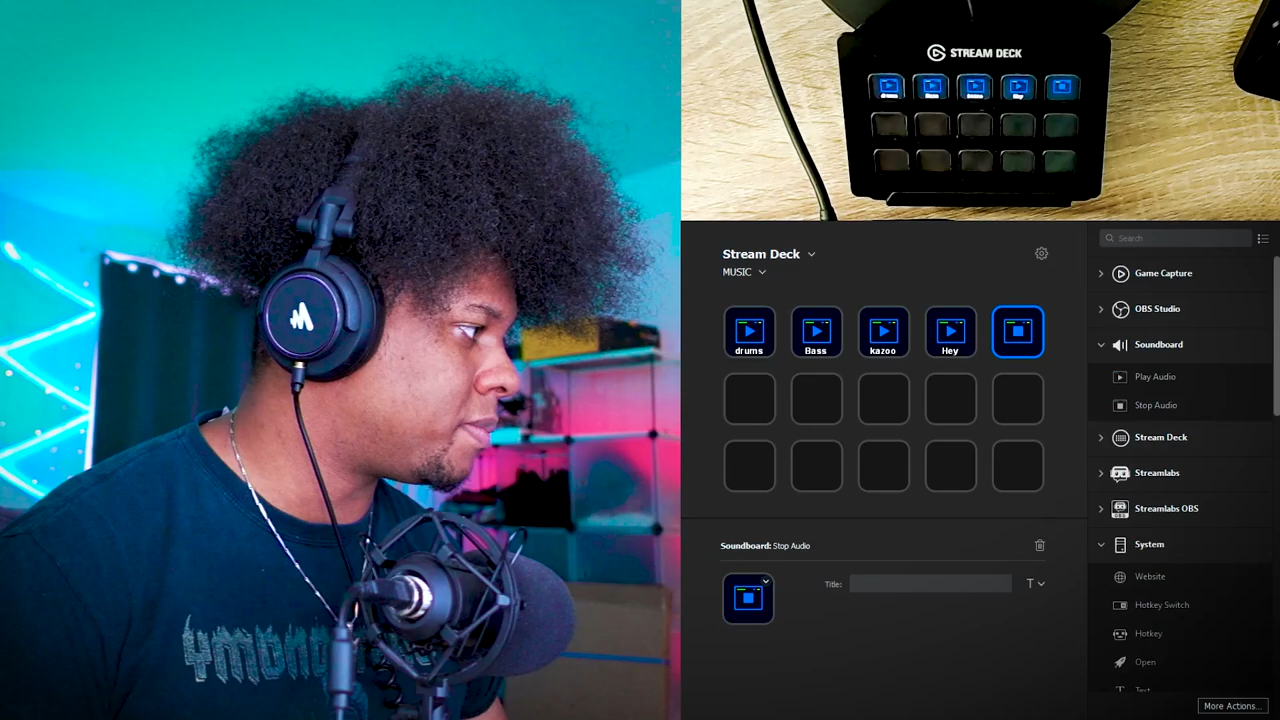 STREAM DECK
Stream Deck
MUSIC
drums
Bass
kazoo
Hey
Soundboard: Stop Audio
Title:
T
Search
Game Capture
OBS Studio
Soundboard
Play Audio
Stop Audio
Stream Deck
Streamlabs
Streamlabs OBS
System
Website
Hotkey Switch
Hotkey
Open
Text
More Actions...